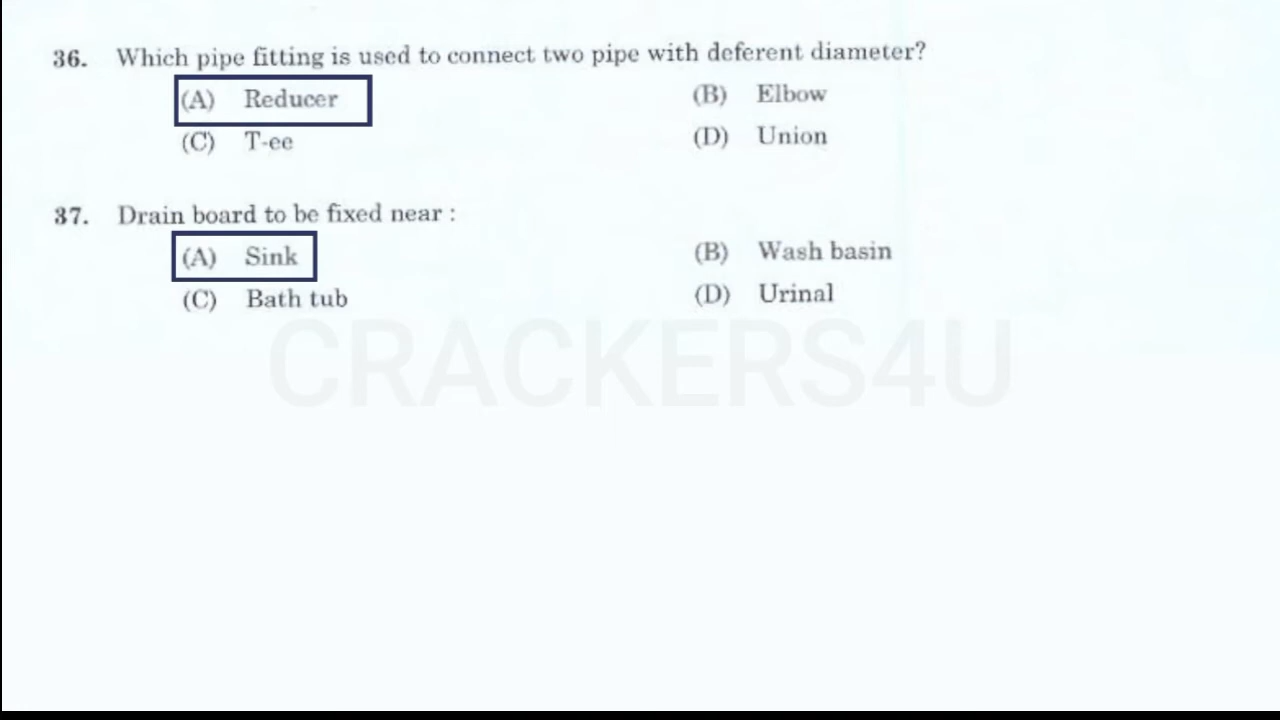 36. Which pipe fitting is used to connect two pipe with deferent diameter?
(A) Reducer (B) Elbow
(C) T-ee (D) Union
37. Drain board to be fixed near :
(A) Sink (B) Wash basin
(C) Bath tub (D) Urinal
CRACKERS4U